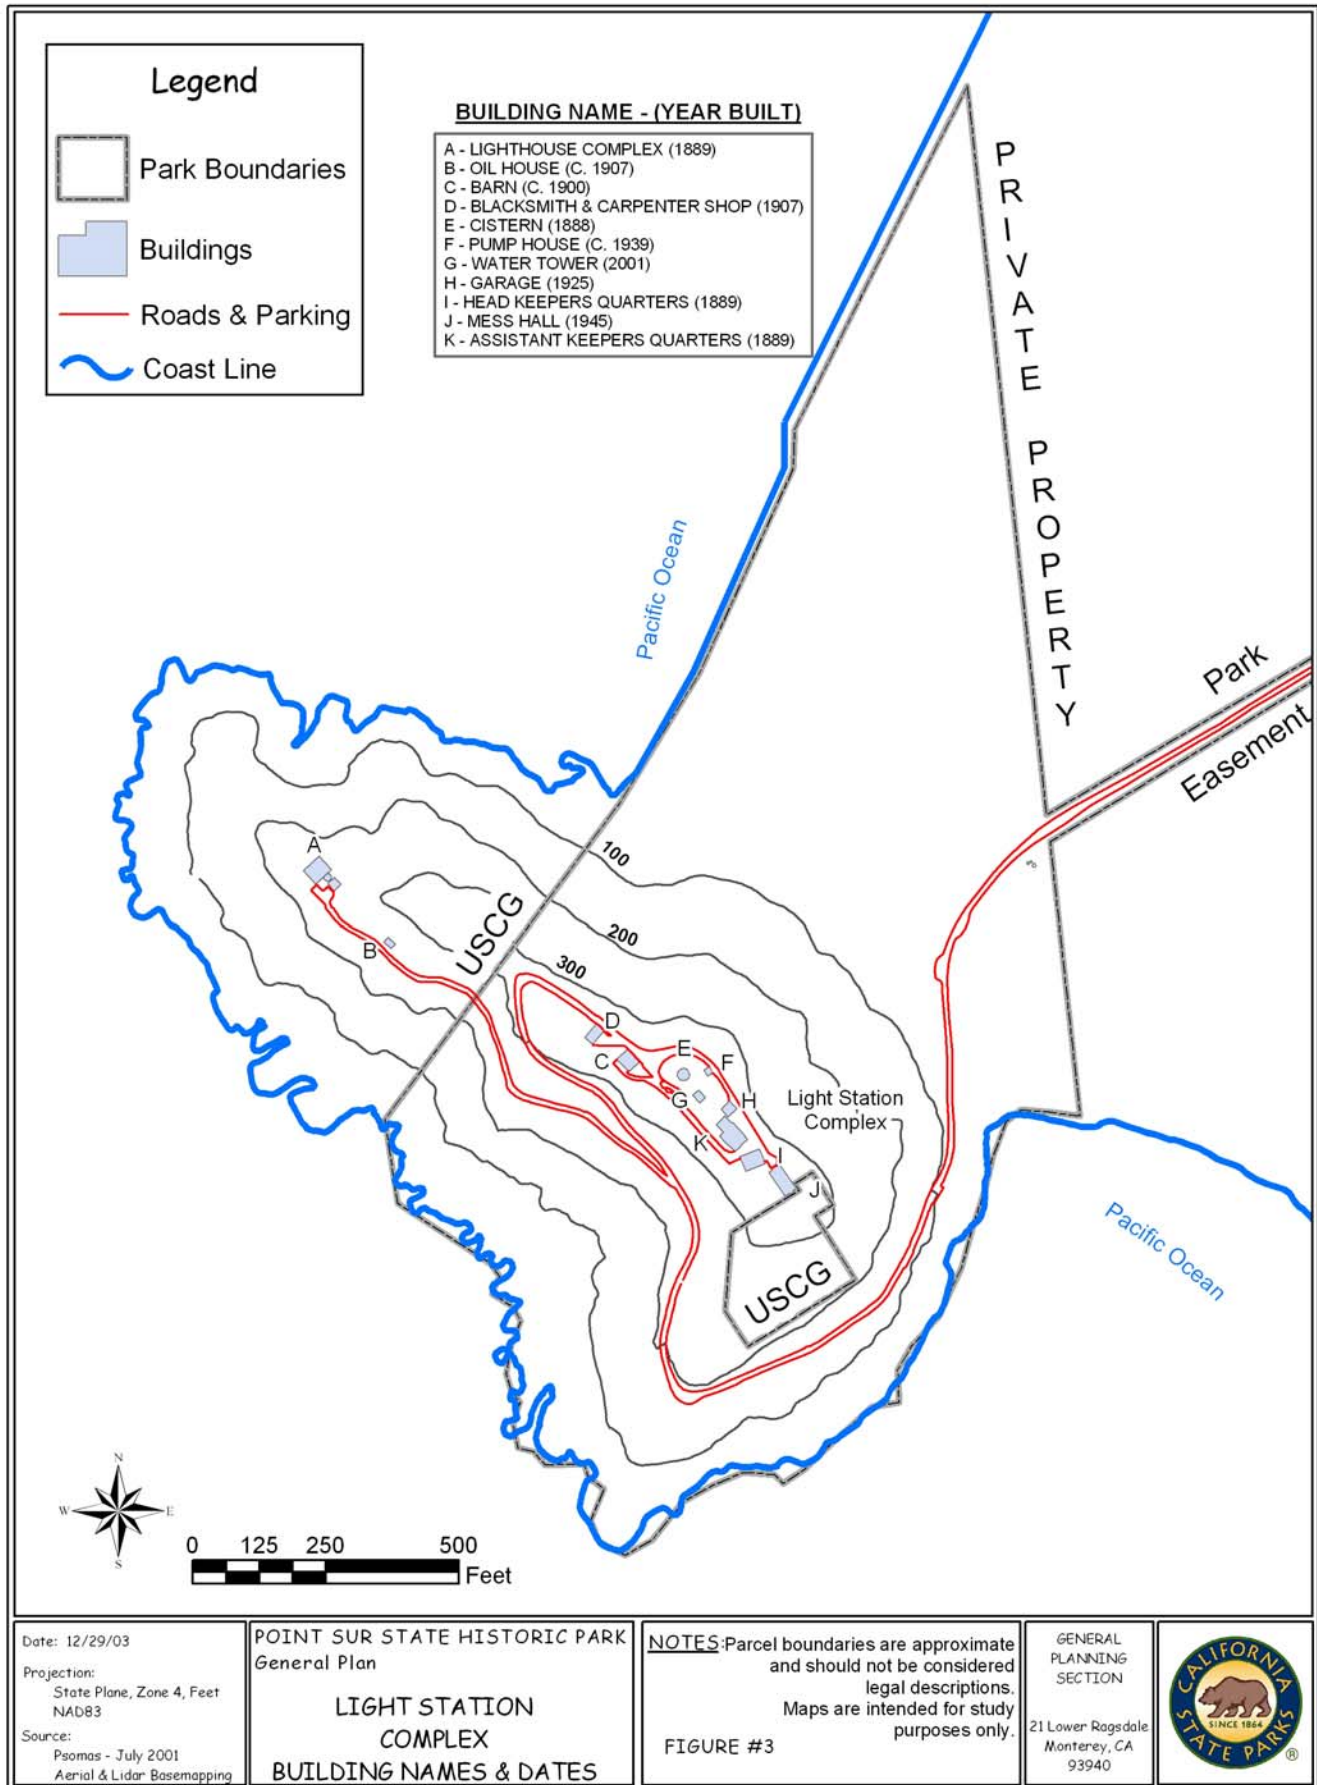 Legend
Park Boundaries
Buildings
Roads & Parking
Coast Line
BUILDING NAME - (YEAR BUILT)
A - LIGHTHOUSE COMPLEX (1889)
B - OIL HOUSE (C. 1907)
C - BARN (C. 1900)
D - BLACKSMITH & CARPENTER SHOP (1907)
E - CISTERN (1888)
F - PUMP HOUSE (C. 1939)
G - WATER TOWER (2001)
H - GARAGE (1925)
I - HEAD KEEPERS QUARTERS (1889)
J - MESS HALL (1945)
K - ASSISTANT KEEPERS QUARTERS (1889)
PRIVATE PROPERTY
Pacific Ocean
Park
Easement
A
B
USCG
100
200
300
D
C
E
F
G
H
K
I
J
Light Station
Complex
USCG
Pacific Ocean
N
W
E
S
0 125 250 500
Feet
Date: 12/29/03
Projection:
State Plane, Zone 4, Feet
NAD83
Source:
Psomas - July 2001
Aerial & Lidar Basemapping
POINT SUR STATE HISTORIC PARK
General Plan
LIGHT STATION
COMPLEX
BUILDING NAMES & DATES
NOTES:Parcel boundaries are approximate
and should not be considered
legal descriptions.
Maps are intended for study
purposes only.
FIGURE #3
GENERAL
PLANNING
SECTION
21 Lower Ragsdale
Monterey, CA
93940
CALIFORNIA
SINCE 1864
STATE PARKS
®